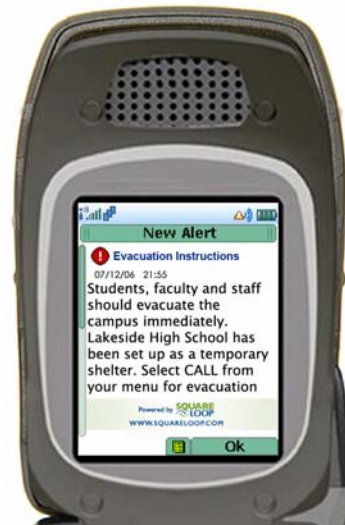 New Alert
Evacuation Instructions
07/12/06 21:55
Students, faculty and staff
should evacuate the
campus immediately.
Lakeside High School has
been set up as a temporary
shelter. Select CALL from
your menu for evacuation
Powered by SQUARE
LOOP
WWW.SQUARELOOP.COM
Ok